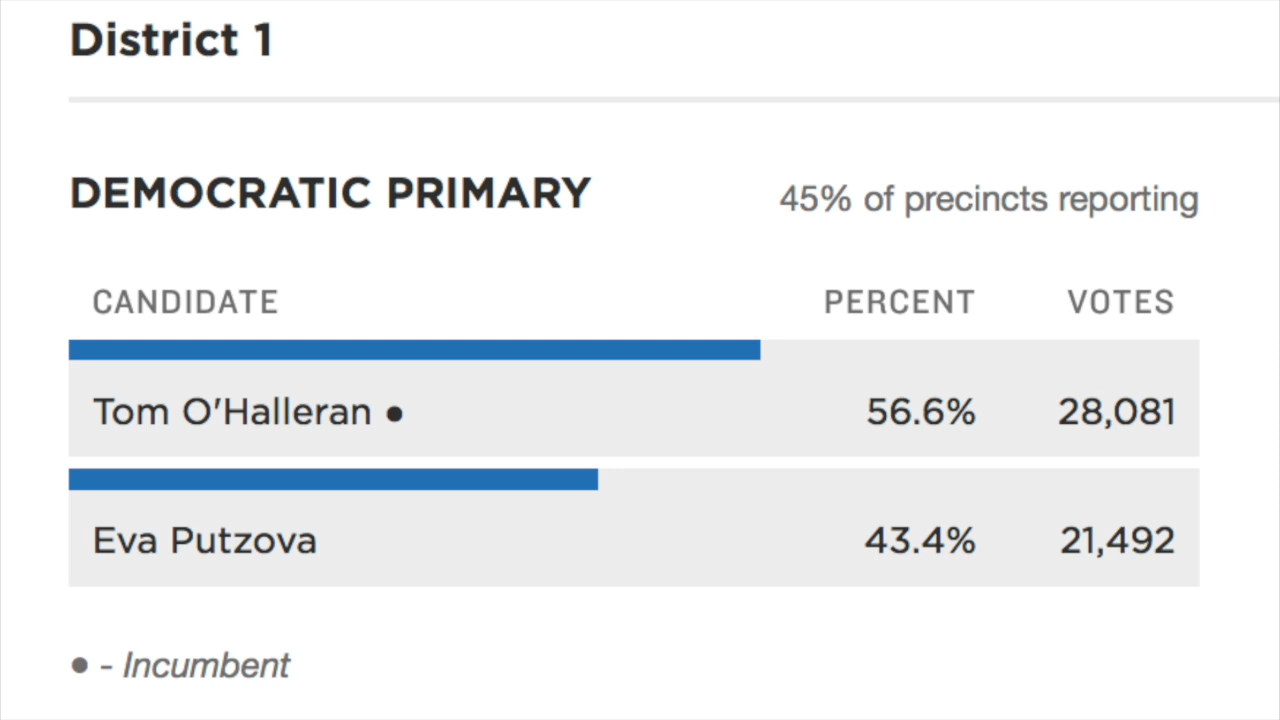 District 1
DEMOCRATIC PRIMARY 45% of precincts reporting
CANDIDATE PERCENT VOTES
Tom O'Halleran ● 56.6% 28,081
Eva Putzova 43.4% 21,492
● - Incumbent